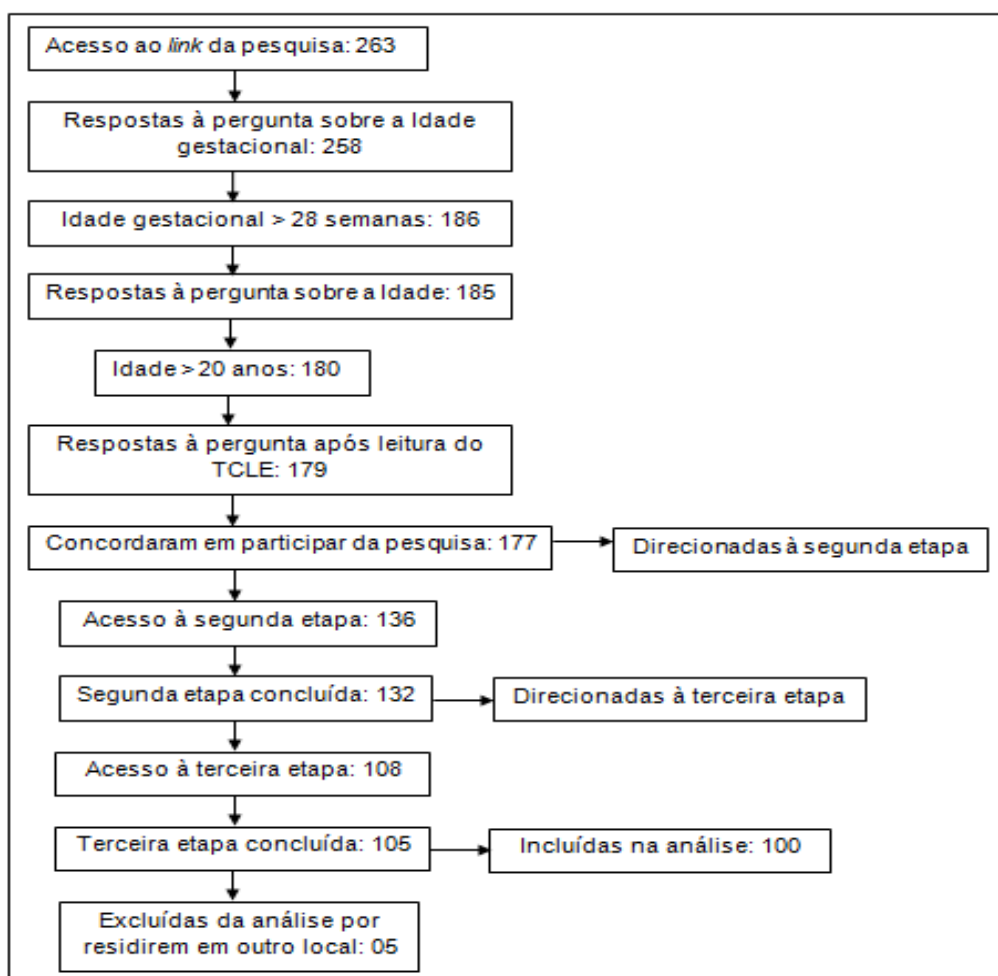 Acesso ao link da pesquisa: 263
Respostas à pergunta sobre a Idade
gestacional: 258
Idade gestacional > 28 semanas: 186
Respostas à pergunta sobre a Idade: 185
Idade > 20 anos: 180
Respostas à pergunta após leitura do
TCLE: 179
Concordaram em participar da pesquisa: 177
Direcionadas à segunda etapa
Acesso à segunda etapa: 136
Segunda etapa concluída: 132
Direcionadas à terceira etapa
Acesso à terceira etapa: 108
Terceira etapa concluída: 105
Incluídas na análise: 100
Excluídas da análise por
residirem em outro local: 05